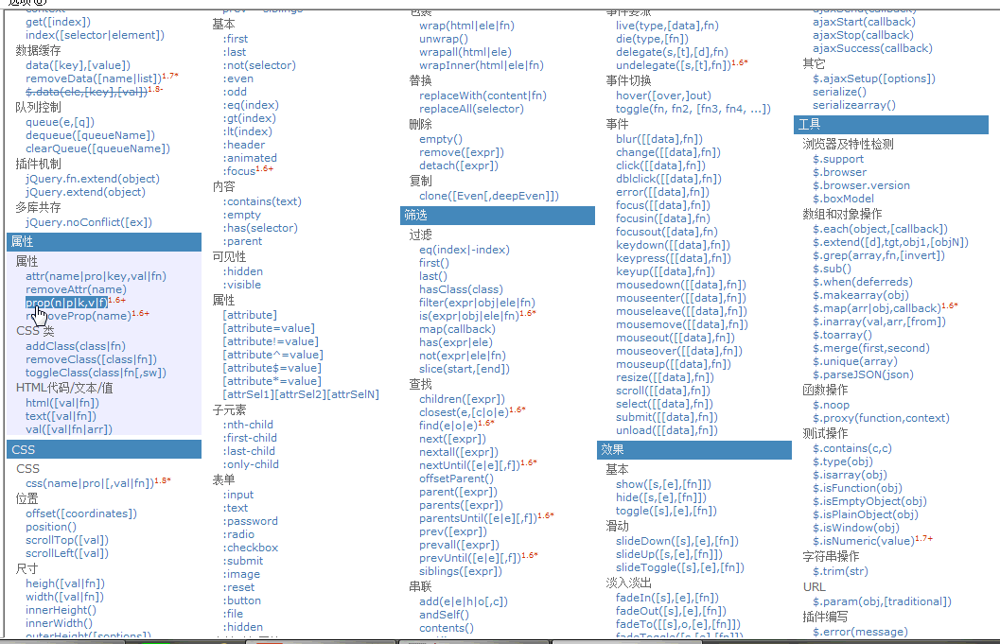 选项(O)
context
get([index])
index([selector|element])
数据缓存
data([key],[value])
removeData([name|list])1.7*
$.data(ele,[key],[val])1.8-
队列控制
queue(e,[q])
dequeue([queueName])
clearQueue([queueName])
插件机制
jQuery.fn.extend(object)
jQuery.extend(object)
多库共存
jQuery.noConflict([ex])
属性
属性
attr(name|pro|key,val|fn)
removeAttr(name)
prop(n|p|k,v|f)1.6+
removeProp(name)1.6+
CSS 类
addClass(class|fn)
removeClass([class|fn])
toggleClass(class|fn[,sw])
HTML代码/文本/值
html([val|fn])
text([val|fn])
val([val|fn|arr])
CSS
CSS
css(name|pro|[,val|fn])1.8*
位置
offset([coordinates])
position()
scrollTop([val])
scrollLeft([val])
尺寸
heigh([val|fn])
width([val|fn])
innerHeight()
innerWidth()
outerHeight([soptions])
prev ~ siblings
基本
:first
:last
:not(selector)
:even
:odd
:eq(index)
:gt(index)
:lt(index)
:header
:animated
:focus1.6+
内容
:contains(text)
:empty
:has(selector)
:parent
可见性
:hidden
:visible
属性
[attribute]
[attribute=value]
[attribute!=value]
[attribute^=value]
[attribute$=value]
[attribute*=value]
[attrSel1][attrSel2][attrSelN]
子元素
:nth-child
:first-child
:last-child
:only-child
表单
:input
:text
:password
:radio
:checkbox
:submit
:image
:reset
:button
:file
:hidden
包裹
wrap(html|ele|fn)
unwrap()
wrapall(html|ele)
wrapInner(html|ele|fn)
替换
replaceWith(content|fn)
replaceAll(selector)
删除
empty()
remove([expr])
detach([expr])
复制
clone([Even[,deepEven]])
筛选
过滤
eq(index|-index)
first()
last()
hasClass(class)
filter(expr|obj|ele|fn)
is(expr|obj|ele|fn)1.6*
map(callback)
has(expr|ele)
not(expr|ele|fn)
slice(start,[end])
查找
children([expr])
closest(e,[c|o|e])1.6*
find(e|o|e)1.6*
next([expr])
nextall([expr])
nextUntil([e|e][,f])1.6*
offsetParent()
parent([expr])
parents([expr])
parentsUntil([e|e][,f])1.6*
prev([expr])
prevall([expr])
prevUntil([e|e][,f])1.6*
siblings([expr])
串联
add(e|e|h|o[,c])
andSelf()
contents()
事件委派
live(type,[data],fn)
die(type,[fn])
delegate(s,[t],[d],fn)
undelegate([s,[t],fn])1.6*
事件切换
hover([over,]out)
toggle(fn, fn2, [fn3, fn4, ...])
事件
blur([[data],fn])
change([[data],fn])
click([[data],fn])
dblclick([[data],fn])
error([[data],fn])
focus([[data],fn])
focusin([data],fn)
focusout([data],fn)
keydown([[data],fn])
keypress([[data],fn])
keyup([[data],fn])
mousedown([[data],fn])
mouseenter([[data],fn])
mouseleave([[data],fn])
mousemove([[data],fn])
mouseout([[data],fn])
mouseover([[data],fn])
mouseup([[data],fn])
resize([[data],fn])
scroll([[data],fn])
select([[data],fn])
submit([[data],fn])
unload([[data],fn])
效果
基本
show([s,[e],[fn]])
hide([s,[e],[fn]])
toggle([s],[e],[fn])
滑动
slideDown([s],[e],[fn])
slideUp([s,[e],[fn]])
slideToggle([s],[e],[fn])
淡入淡出
fadeIn([s],[e],[fn])
fadeOut([s],[e],[fn])
fadeTo([[s],o,[e],[fn]])
fadeToggle([s,[e],[fn]])
ajaxSend(callback)
ajaxStart(callback)
ajaxStop(callback)
ajaxSuccess(callback)
其它
$.ajaxSetup([options])
serialize()
serializearray()
工具
浏览器及特性检测
$.support
$.browser
$.browser.version
$.boxModel
数组和对象操作
$.each(object,[callback])
$.extend([d],tgt,obj1,[objN])
$.grep(array,fn,[invert])
$.sub()
$.when(deferreds)
$.makearray(obj)
$.map(arr|obj,callback)1.6*
$.inarray(val,arr,[from])
$.toarray()
$.merge(first,second)
$.unique(array)
$.parseJSON(json)
函数操作
$.noop
$.proxy(function,context)
测试操作
$.contains(c,c)
$.type(obj)
$.isarray(obj)
$.isFunction(obj)
$.isEmptyObject(obj)
$.isPlainObject(obj)
$.isWindow(obj)
$.isNumeric(value)1.7+
字符串操作
$.trim(str)
URL
$.param(obj,[traditional])
插件编写
$.error(message)